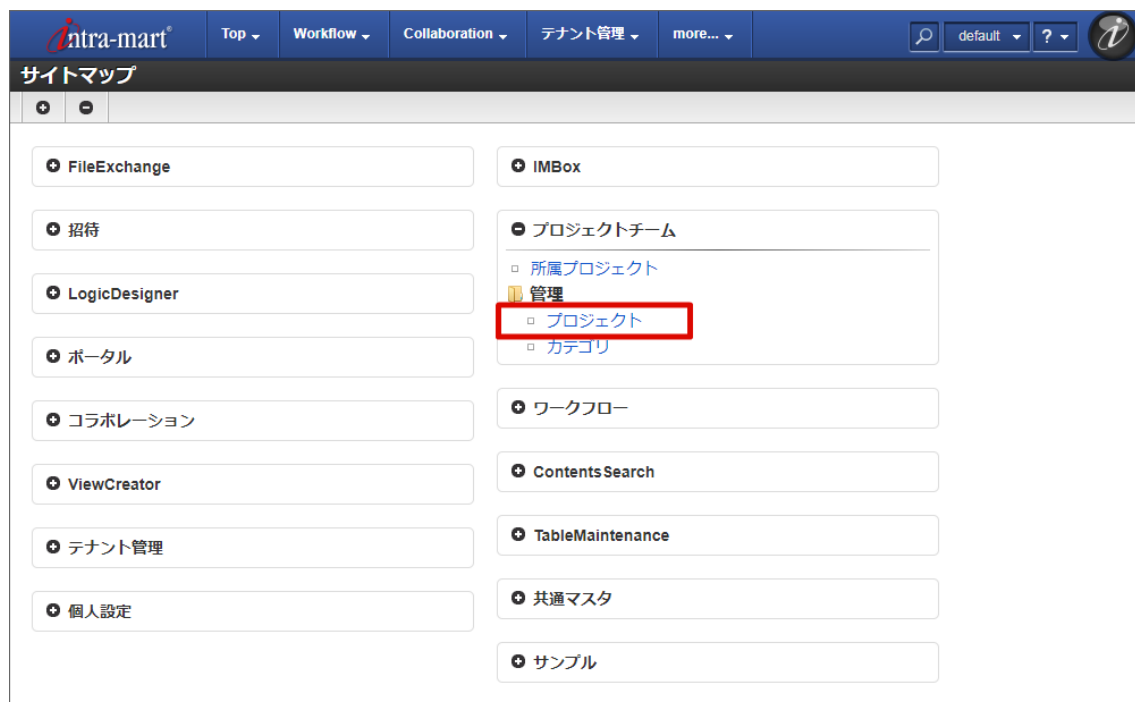 intra-mart®
Top
Workflow
Collaboration
テナント管理
more...
default
?
サイトマップ
FileExchange
招待
LogicDesigner
ポータル
コラボレーション
ViewCreator
テナント管理
個人設定
IMBox
プロジェクトチーム
所属プロジェクト
管理
プロジェクト
カテゴリ
ワークフロー
ContentsSearch
TableMaintenance
共通マスタ
サンプル